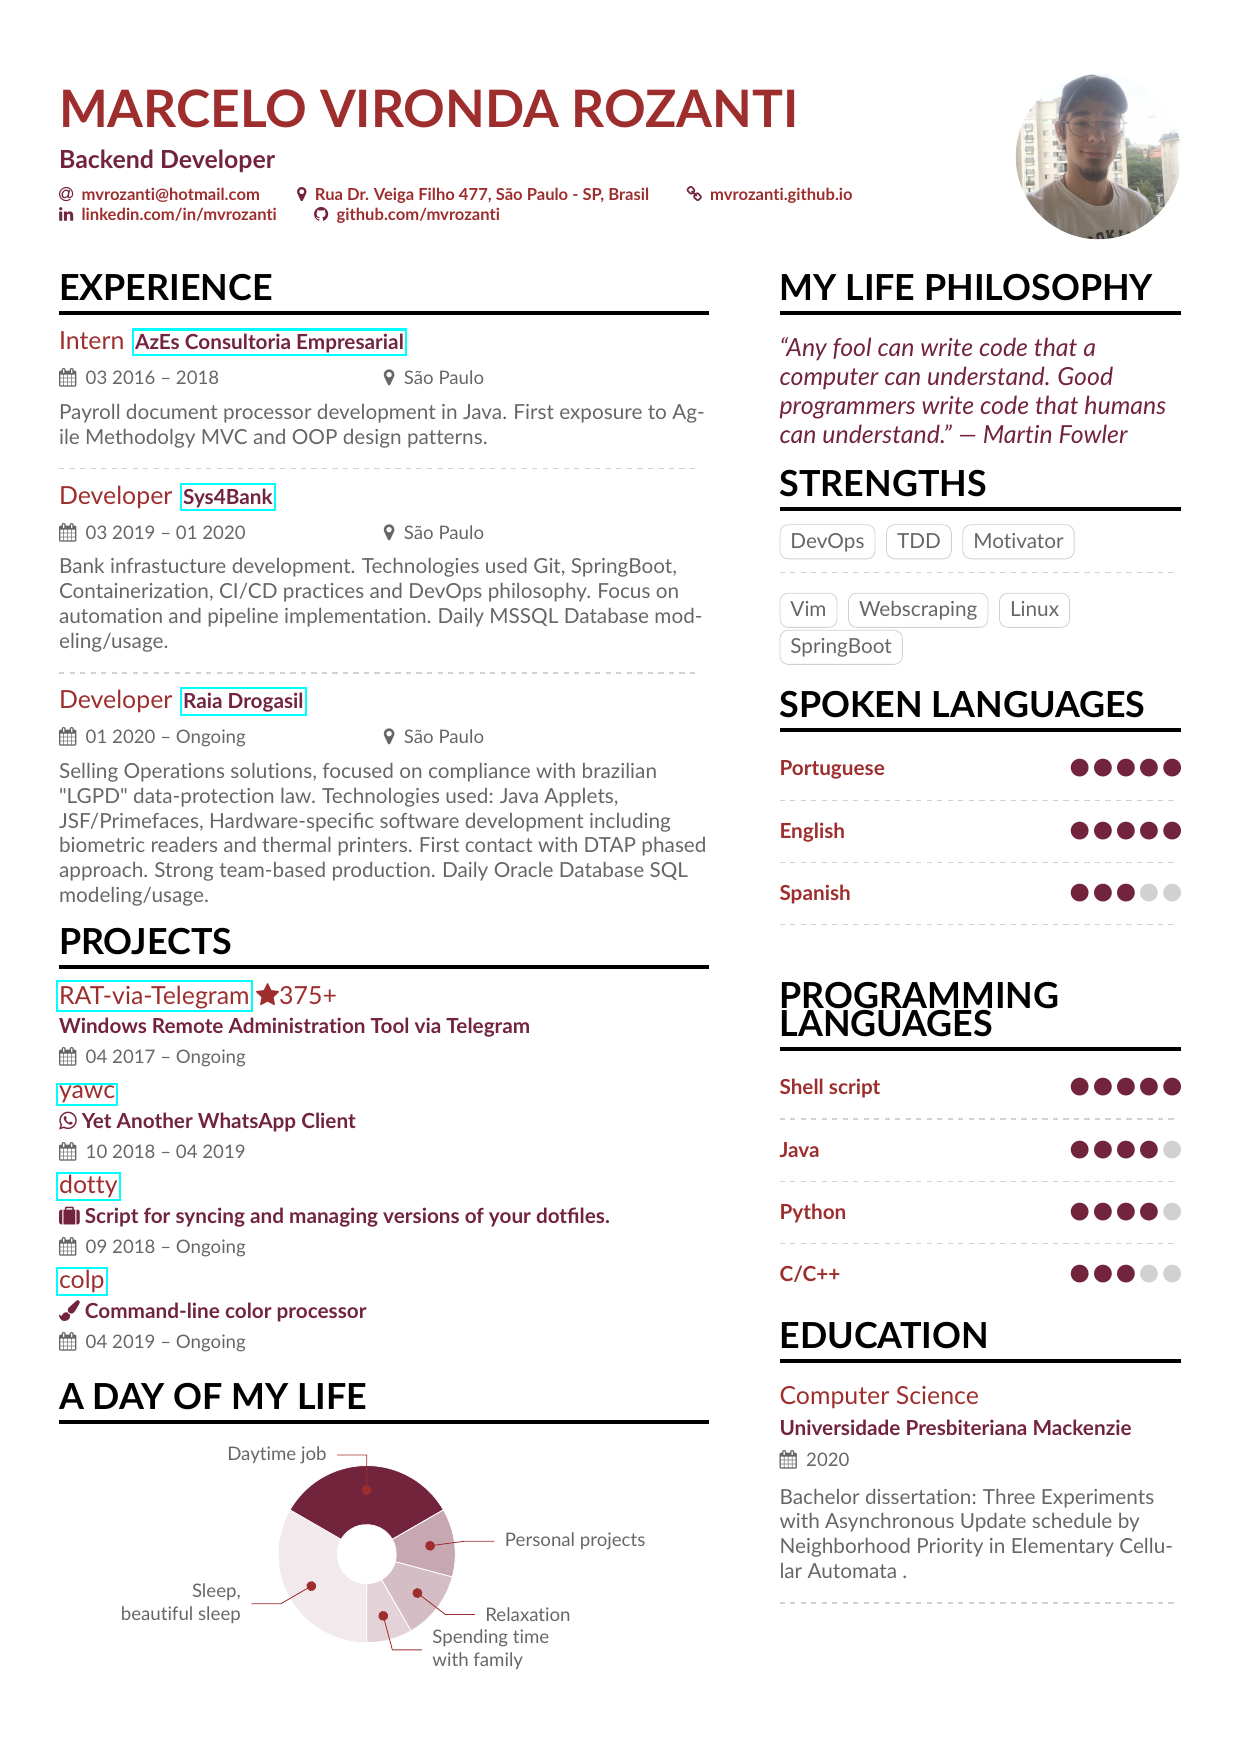 MARCELO VIRONDA ROZANTI
Backend Developer
mvrozanti@hotmail.com Rua Dr. Veiga Filho 477, São Paulo - SP, Brasil mvrozanti.github.io
linkedin.com/in/mvrozanti github.com/mvrozanti
EXPERIENCE
Intern AzEs Consultoria Empresarial
03 2016 – 2018 São Paulo
Payroll document processor development in Java. First exposure to Ag-
ile Methodolgy MVC and OOP design patterns.
Developer Sys4Bank
03 2019 – 01 2020 São Paulo
Bank infrastucture development. Technologies used Git, SpringBoot,
Containerization, CI/CD practices and DevOps philosophy. Focus on
automation and pipeline implementation. Daily MSSQL Database mod-
eling/usage.
Developer Raia Drogasil
01 2020 – Ongoing São Paulo
Selling Operations solutions, focused on compliance with brazilian
"LGPD" data-protection law. Technologies used: Java Applets,
JSF/Primefaces, Hardware-specific software development including
biometric readers and thermal printers. First contact with DTAP phased
approach. Strong team-based production. Daily Oracle Database SQL
modeling/usage.
PROJECTS
RAT-via-Telegram 375+
Windows Remote Administration Tool via Telegram
04 2017 – Ongoing
yawc
Yet Another WhatsApp Client
10 2018 – 04 2019
dotty
Script for syncing and managing versions of your dotfiles.
09 2018 – Ongoing
colp
Command-line color processor
04 2019 – Ongoing
A DAY OF MY LIFE
Daytime job
Personal projects
Sleep,
beautiful sleep
Relaxation
Spending time
with family
MY LIFE PHILOSOPHY
“Any fool can write code that a
computer can understand. Good
programmers write code that humans
can understand.” — Martin Fowler
STRENGTHS
DevOps TDD Motivator
Vim Webscraping Linux
SpringBoot
SPOKEN LANGUAGES
Portuguese
English
Spanish
PROGRAMMING
LANGUAGES
Shell script
Java
Python
C/C++
EDUCATION
Computer Science
Universidade Presbiteriana Mackenzie
2020
Bachelor dissertation: Three Experiments
with Asynchronous Update schedule by
Neighborhood Priority in Elementary Cellu-
lar Automata .